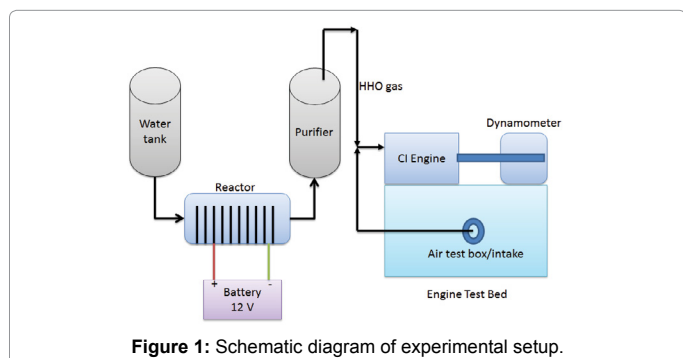 Water
tank
Purifier
HHO gas
Dynamometer
CI Engine
Reactor
Air test box/intake
+ -
Battery
12 V
Engine Test Bed
Figure 1: Schematic diagram of experimental setup.